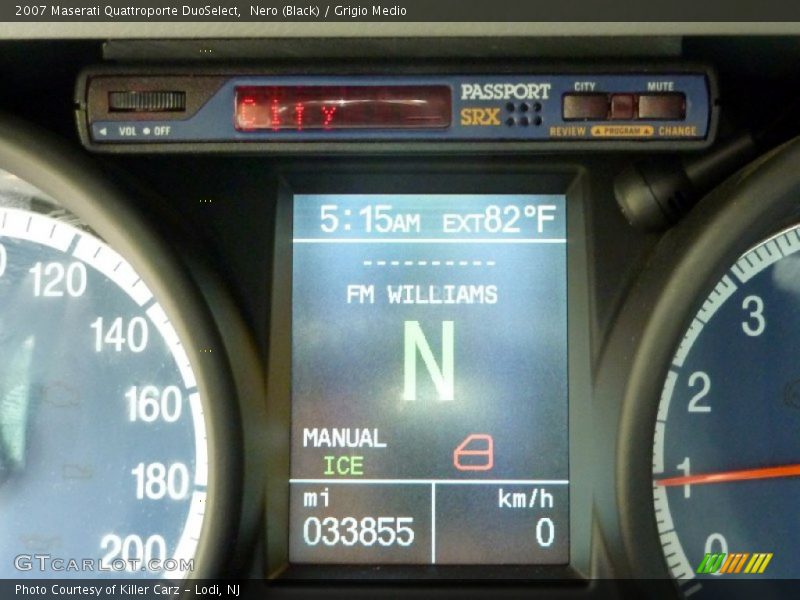 2007 Maserati Quattroporte DuoSelect,  Nero (Black) / Grigio Medio
PASSPORT
SRX
CITY
MUTE
City
VOL OFF
REVIEW PROGRAM CHANGE
5:15AM EXT82°F
----------
FM WILLIAMS
N
MANUAL
ICE
mi
033855
km/h
0
120
140
160
180
200
3
2
1
0
GTCARLOT.COM
Photo Courtesy of Killer Carz - Lodi, NJ